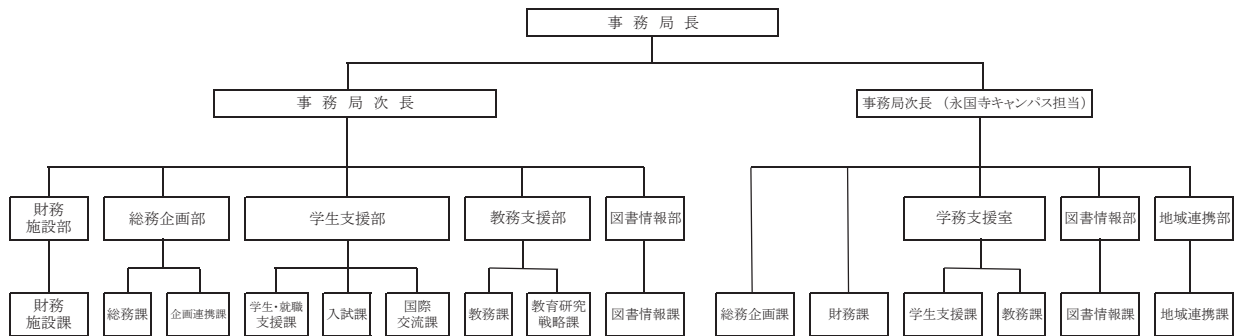 事務局長
事務局次長
事務局次長 (永国寺キャンパス担当)
財務
施設部
総務企画部
学生支援部
教務支援部
図書情報部
学務支援室
図書情報部
地域連携部
財務
施設課
総務課
企画連携課
学生・就職
支援課
入試課
国際
交流課
教務課
教育研究
戦略課
図書情報課
総務企画課
財務課
学生支援課
教務課
図書情報課
地域連携課